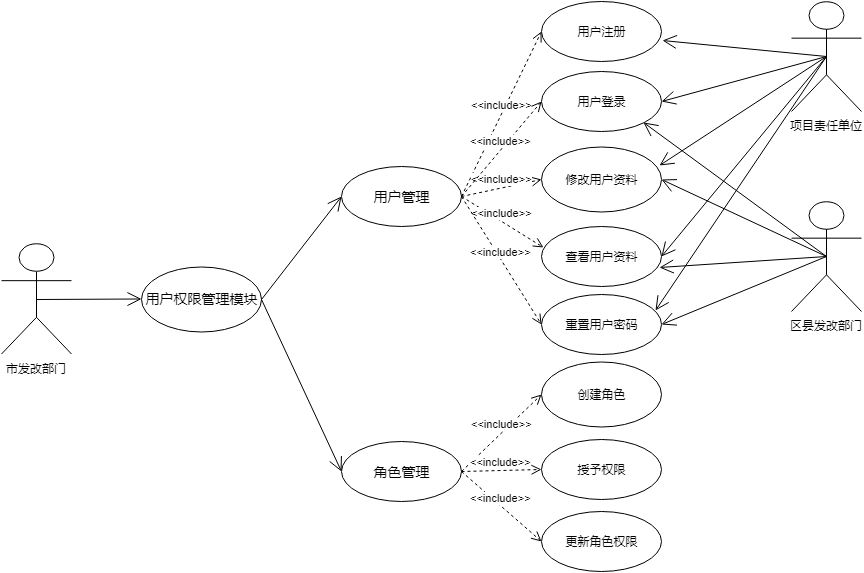 用户注册
<<include>>
用户登录
项目责任单位
<<include>>
<<include>>
修改用户资料
用户管理
<<include>>
<<include>>
查看用户资料
用户权限管理模块
重置用户密码
区县发改部门
市发改部门
创建角色
<<include>>
<<include>>
角色管理
授予权限
<<include>>
更新角色权限